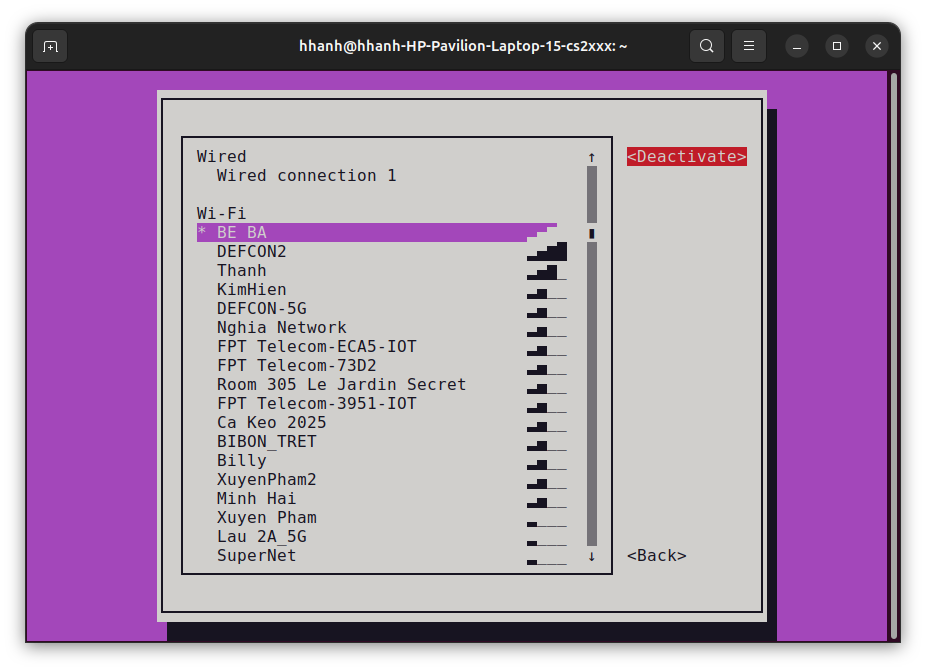 hhanh@hhanh-HP-Pavilion-Laptop-15-cs2xxx: ~
Wired
Wired connection 1
<Deactivate>
Wi-Fi
* BE BA
DEFCON2
Thanh
KimHien
DEFCON-5G
Nghia Network
FPT Telecom-ECA5-IOT
FPT Telecom-73D2
Room 305 Le Jardin Secret
FPT Telecom-3951-IOT
Ca Keo 2025
BIBON_TRET
Billy
XuyenPham2
Minh Hai
Xuyen Pham
Lau 2A_5G
SuperNet
<Back>